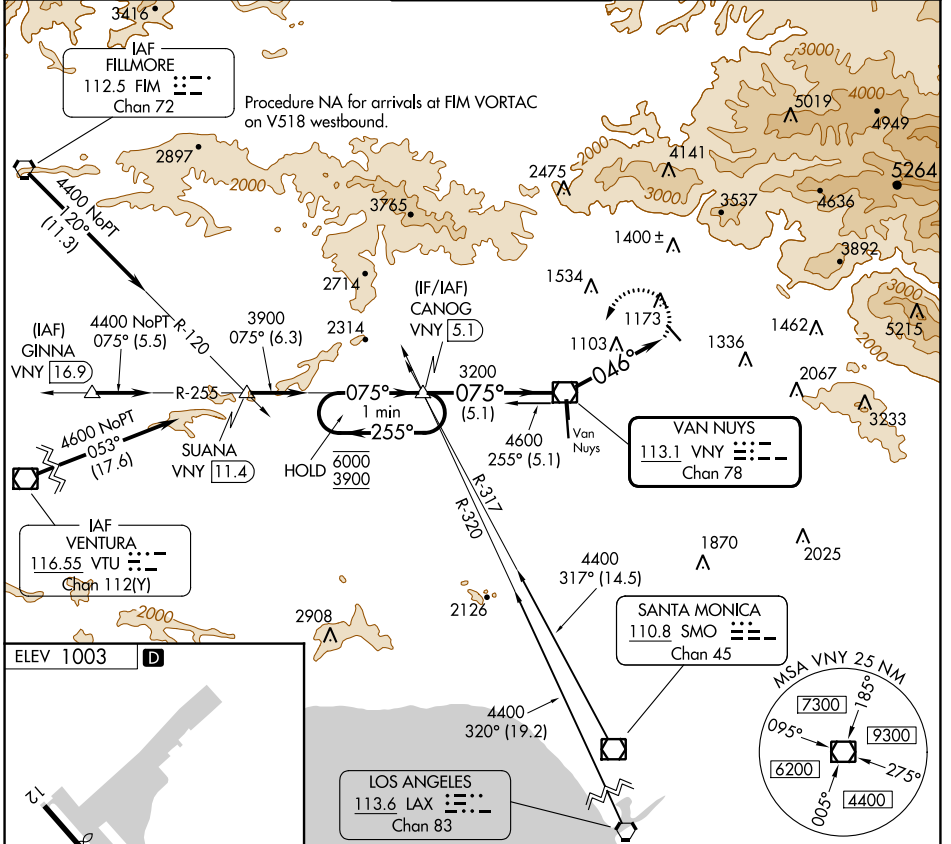 3416
IAF
FILLMORE
112.5 FIM
Chan 72
Procedure NA for arrivals at FIM VORTAC
on V518 westbound.
3000
4000
5019
4949
2897
2000
2000
2475
4141
5264
3000
3537
4636
3765
4400 NoPT
120°
(11.3)
1400 ±
3892
2714
1534
3000
(IF/IAF)
CANOG
VNY 5.1
(IAF)
GINNA
VNY 16.9
4400 NoPT
075° (5.5)
R-120
3900
075° (6.3)
2314
1173
1103
1462
1336
5215
2000
046°
R-255
075°
1 min
255°
3200
075°
(5.1)
2067
3233
4600 NoPT
053°
(17.6)
SUANA
VNY 11.4
HOLD
6000
3900
4600
255° (5.1)
Van
Nuys
VAN NUYS
113.1 VNY
Chan 78
R-317
R-320
IAF
VENTURA
116.55 VTU
Chan 112(Y)
4400
317° (14.5)
1870
2025
2000
2908
2126
SANTA MONICA
110.8 SMO
Chan 45
ELEV 1003
D
4400
320° (19.2)
MSA VNY 25 NM
7300
185°
095°
9300
6200
275°
005°
4400
LOS ANGELES
113.6 LAX
Chan 83
12